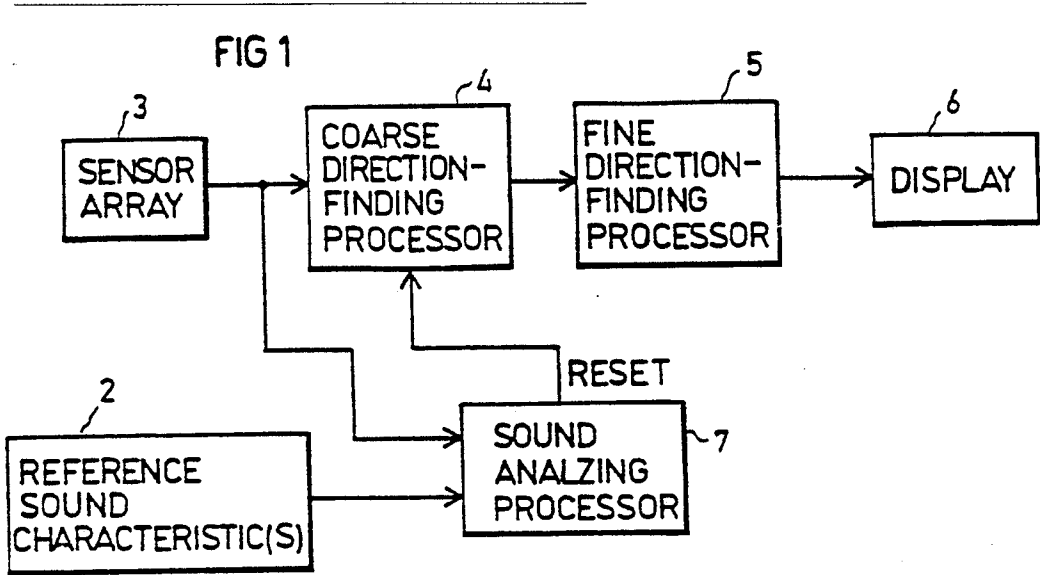 FIG 1
3
SENSOR
ARRAY
4
COARSE
DIRECTION-
FINDING
PROCESSOR
5
FINE
DIRECTION-
FINDING
PROCESSOR
6
DISPLAY
RESET
2
REFERENCE
SOUND
CHARACTERISTIC(S)
7
SOUND
ANALZING
PROCESSOR